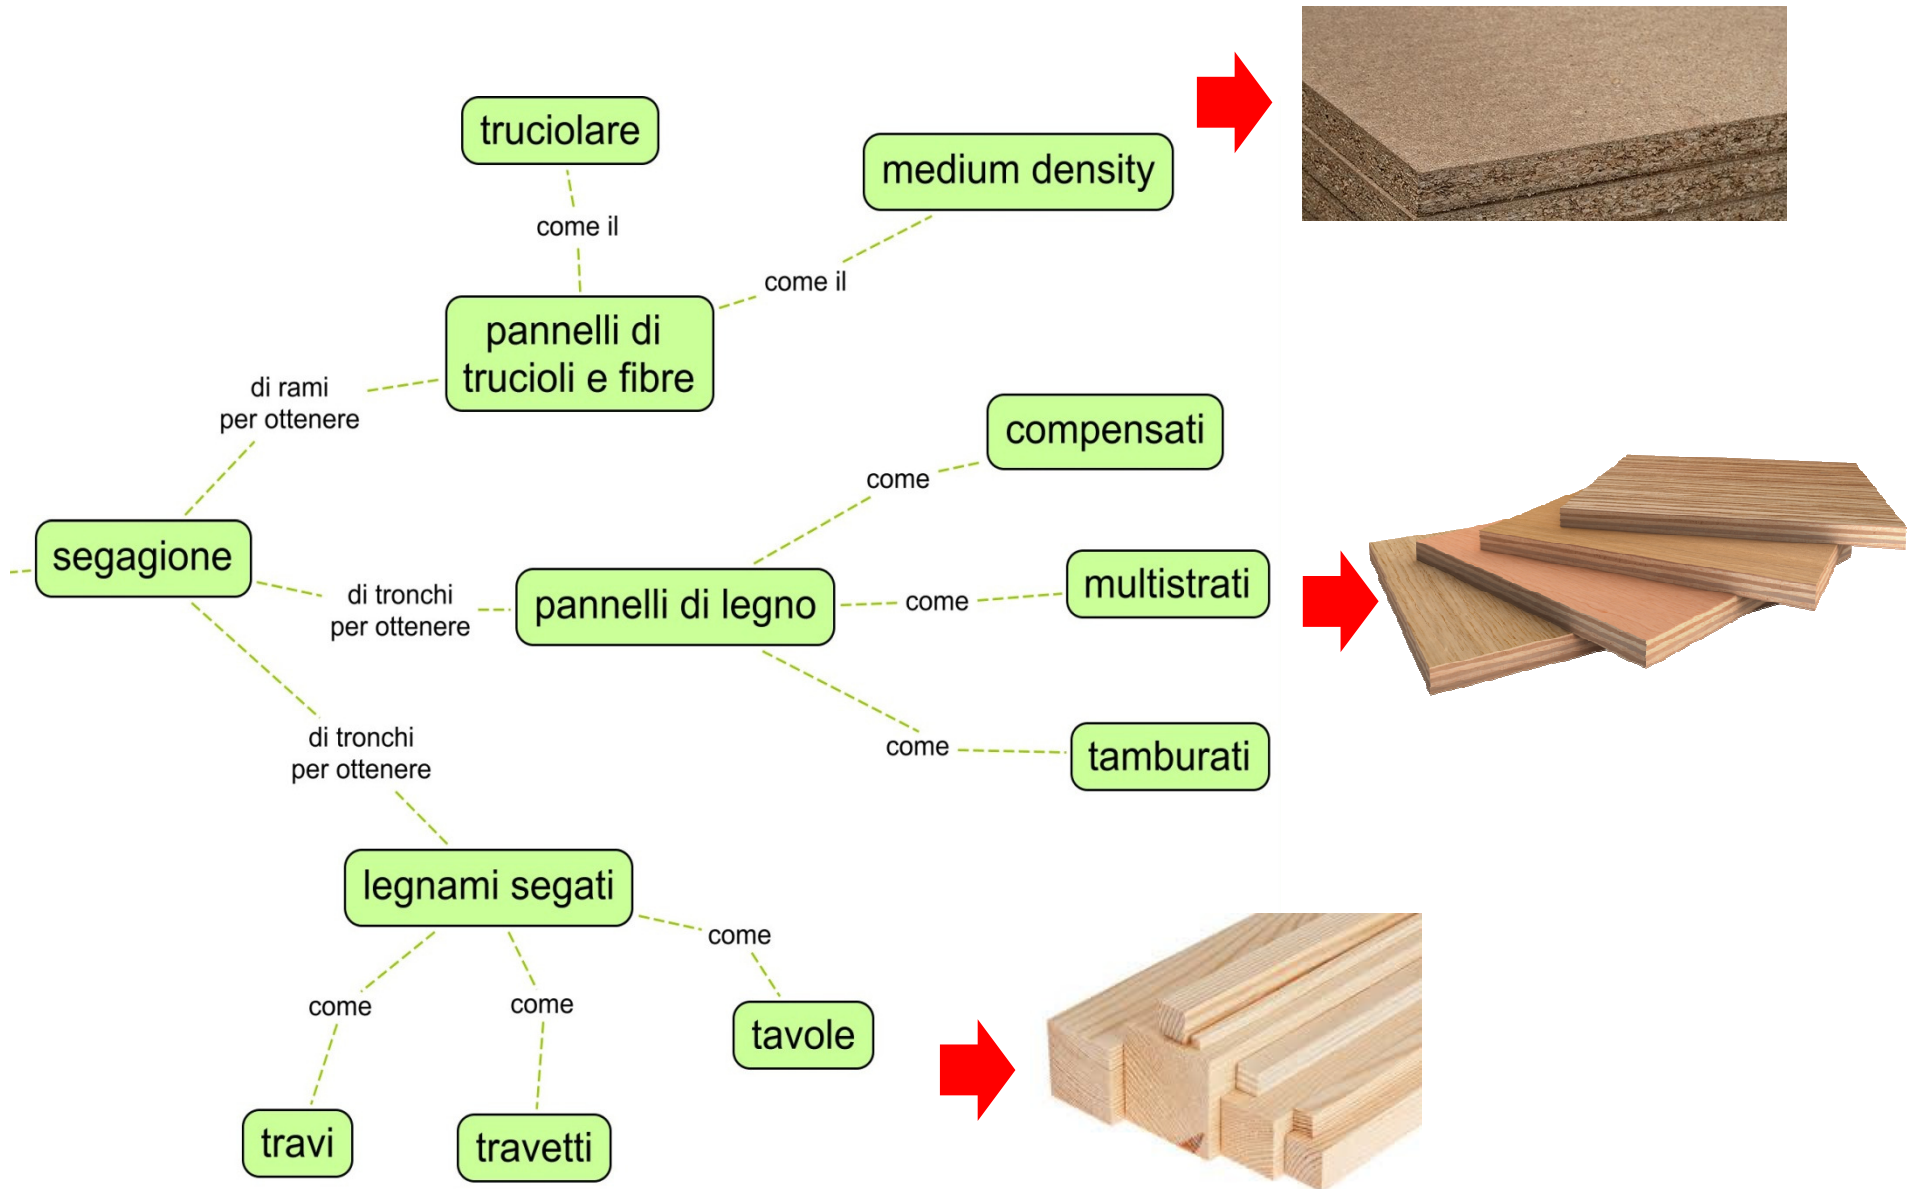 truciolare
medium density
come il
come il
pannelli di
trucioli e fibre
di rami
per ottenere
compensati
come
segagione
di tronchi
per ottenere
pannelli di legno
come
multistrati
come
tamburati
di tronchi
per ottenere
legnami segati
come
come
come
tavole
travi
travetti